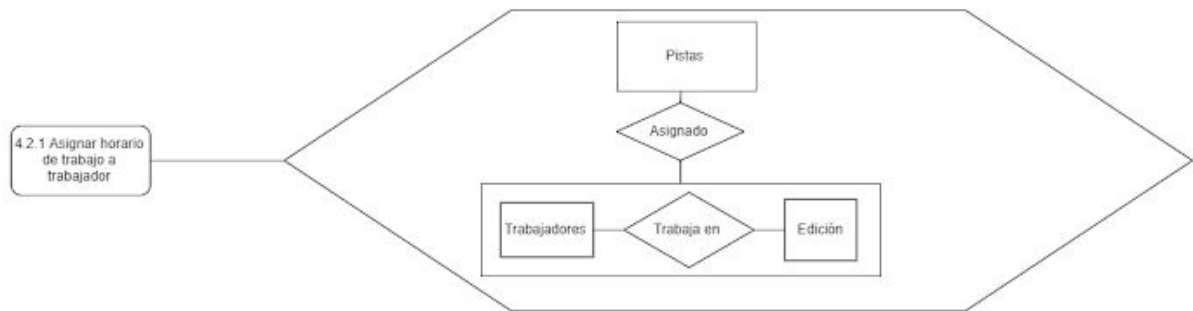 Pistas
Asignado
4.2.1 Asignar horario
de trabajo a
trabajador
Trabajadores
Trabaja en
Edición